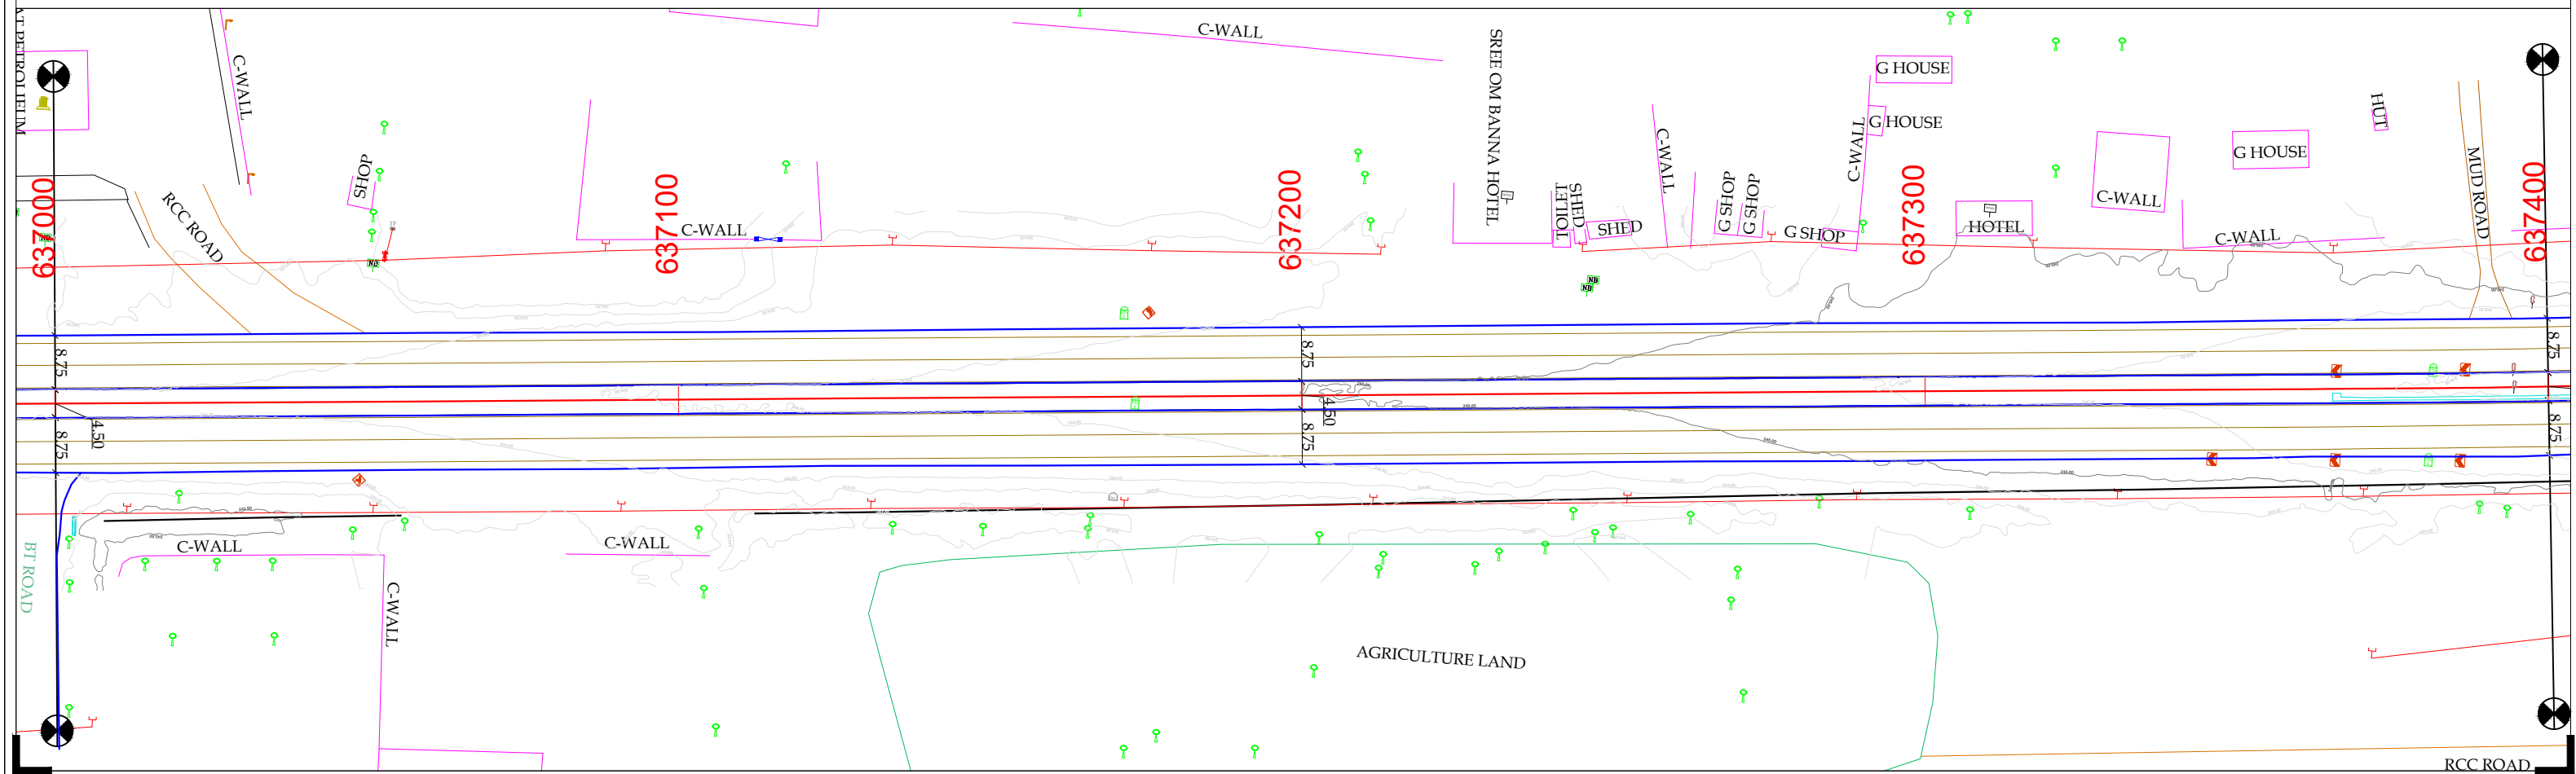 C-WALL
C-WALL
SREE OM BANNA HOTEL
G HOUSE
G HOUSE
HUT
C-WALL
C-WALL
G HOUSE
MUD ROAD
SHOP
RCC ROAD
637000
637100
C-WALL
637200
TOILET
SHED
SHED
G SHOP
G SHOP
G SHOP
637300
HOTEL
C-WALL
C-WALL
637400
ND
ND
ND
8.75
8.75
8.75
4.50
4.50
8.75
8.75
8.75
BT ROAD
C-WALL
C-WALL
C-WALL
AGRICULTURE LAND
RCC ROAD